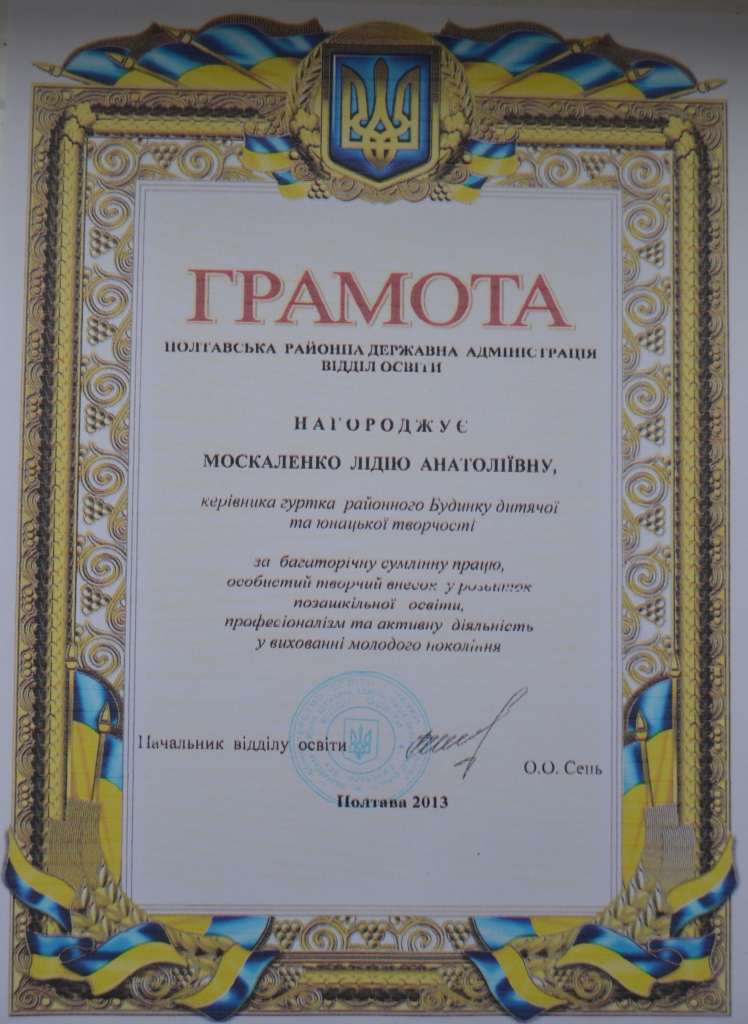 ГРАМОТА
ПОЛТАВСЬКА РАЙОННА ДЕРЖАВНА АДМІНІСТРАЦІЯ
ВІДДІЛ ОСВІТИ
НАГОРОДЖУЄ
МОСКАЛЕНКО ЛІДІЮ АНАТОЛІЇВНУ,
керівника гуртка районного Будинку дитячої
та юнацької творчості
за багаторічну сумлінну працю,
особистий творчий внесок у розвиток
позашкільної освіти,
професіоналізм та активну діяльність
у вихованні молодого покоління
Начальник відділу освіти
О.О. Сень
Полтава 2013